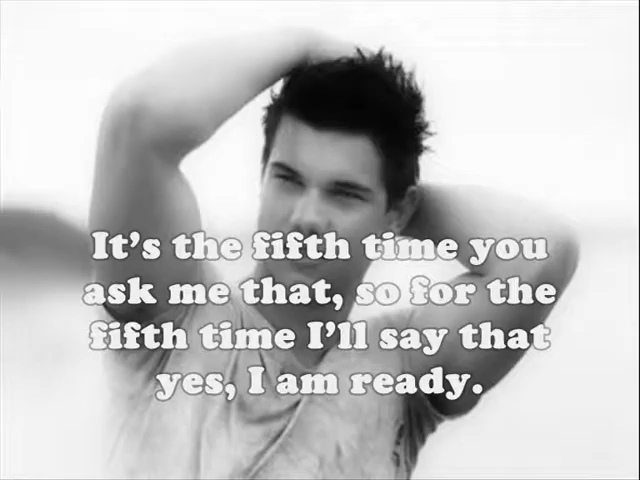 It's the fifth time you
ask me that, so for the
fifth time I'll say that
yes, I am ready.